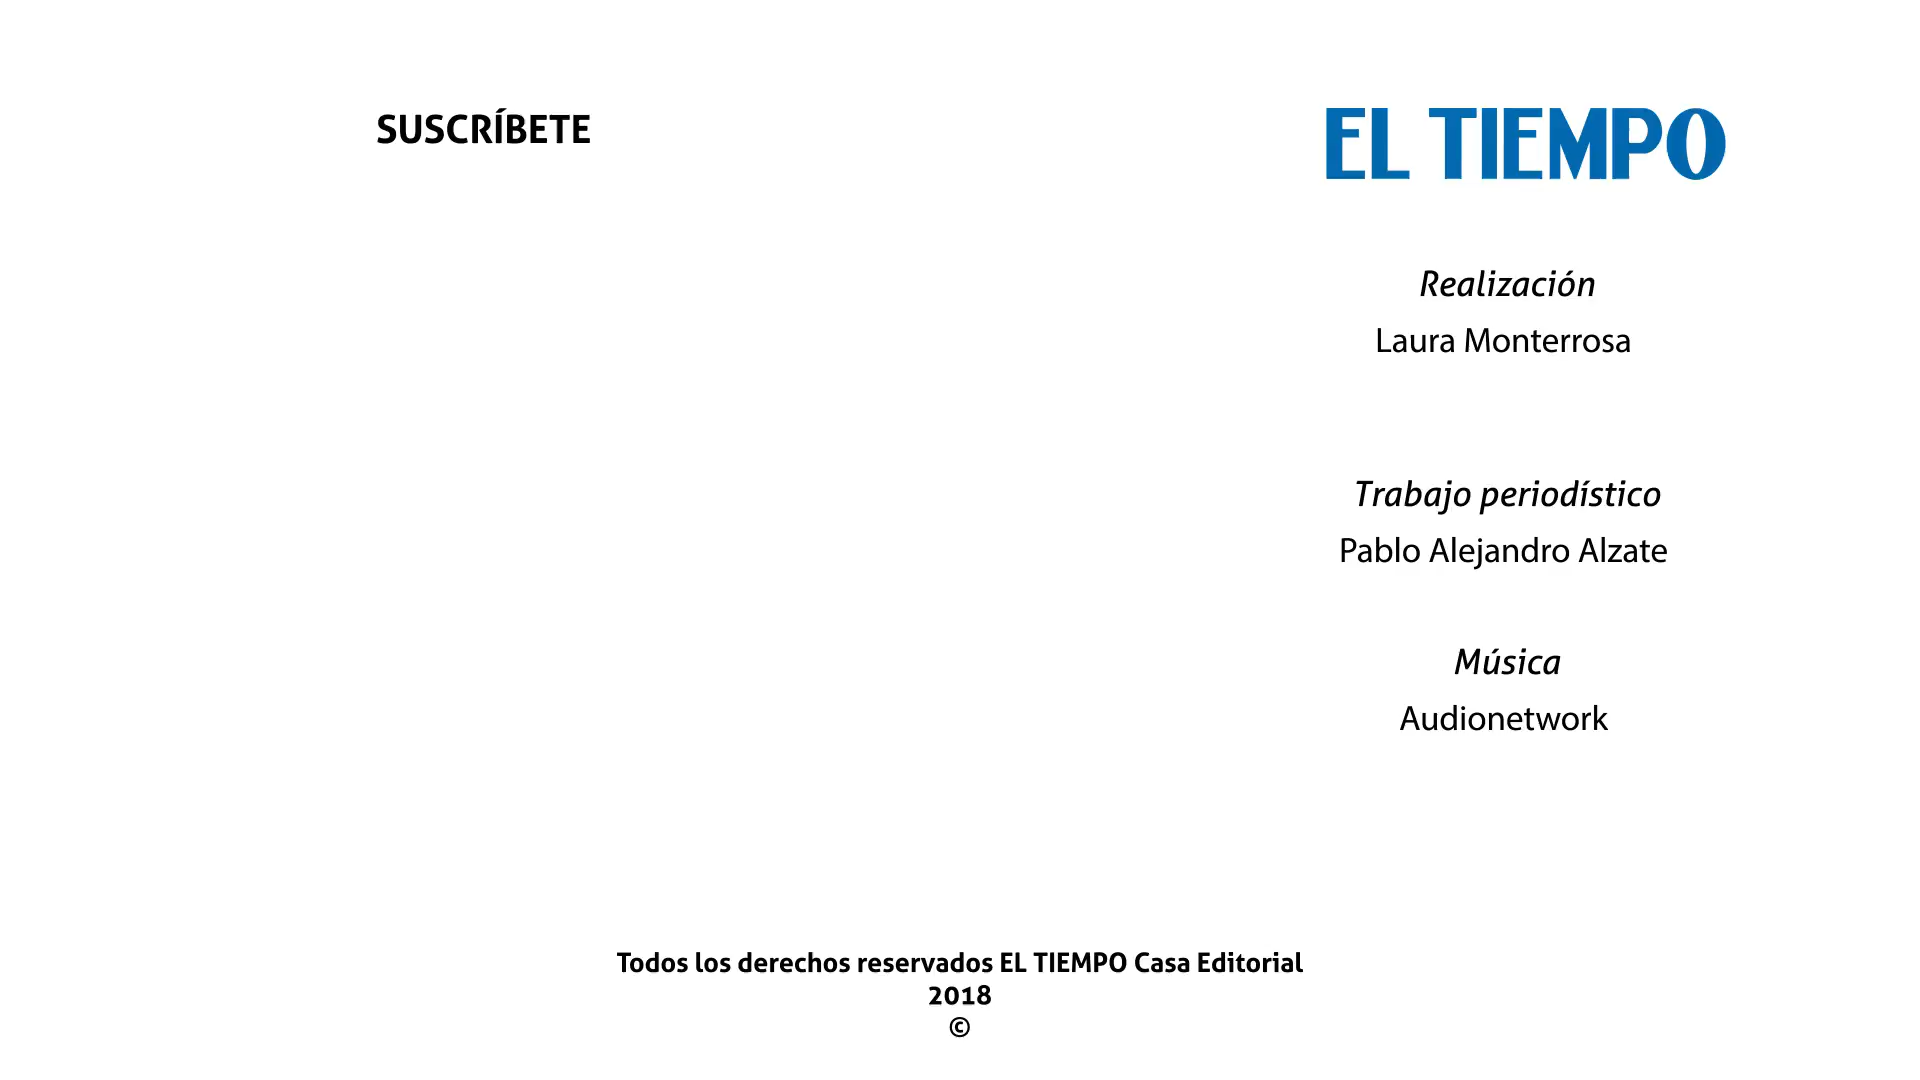 SUSCRÍBETE
EL TIEMPO
Realización
Laura Monterrosa
Trabajo periodístico
Pablo Alejandro Alzate
Música
Audionetwork
Todos los derechos reservados EL TIEMPO Casa Editorial
2018
©